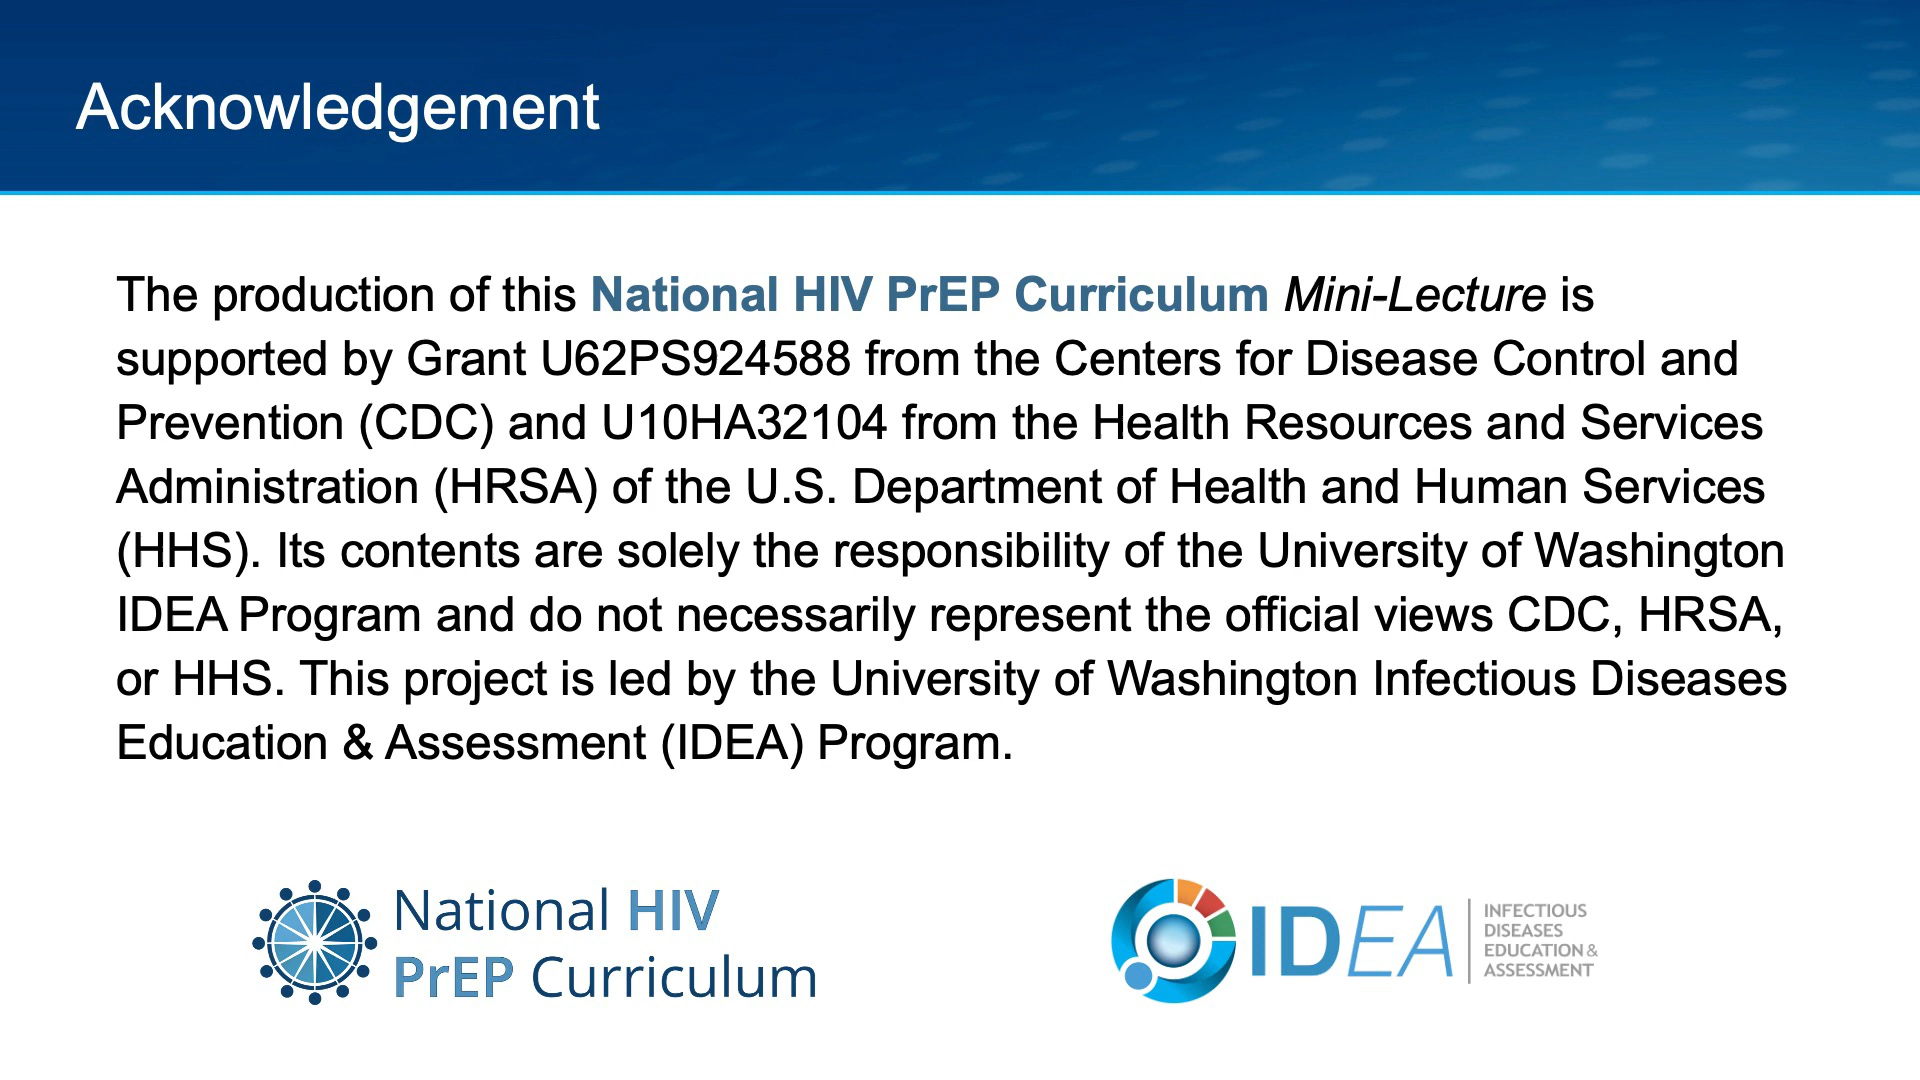 Acknowledgement
The production of this National HIV PrEP Curriculum Mini-Lecture is
supported by Grant U62PS924588 from the Centers for Disease Control and
Prevention (CDC) and U10HA32104 from the Health Resources and Services
Administration (HRSA) of the U.S. Department of Health and Human Services
(HHS). Its contents are solely the responsibility of the University of Washington
IDEA Program and do not necessarily represent the official views CDC, HRSA,
or HHS. This project is led by the University of Washington Infectious Diseases
Education & Assessment (IDEA) Program.
National HIV
PrEP Curriculum
IDEA
INFECTIOUS
DISEASES
EDUCATION &
ASSESSMENT